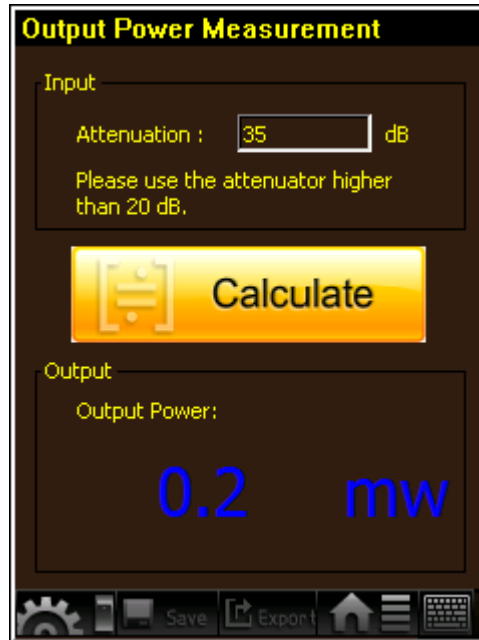 Output Power Measurement
Input
Attenuation : 35 dB
Please use the attenuator higher
than 20 dB.
Calculate
Output
Output Power:
0.2 mw
Save Export